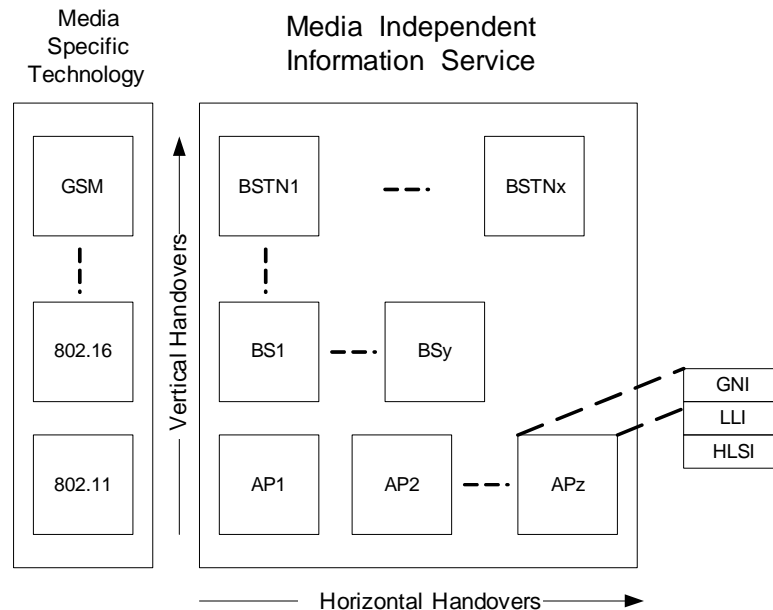 Media
Specific
Technology
Media Independent
Information Service
GSM
BSTN1
BSTNx
Vertical Handovers
802.16
BS1
BSy
GNI
LLI
HLSI
802.11
AP1
AP2
APz
Horizontal Handovers